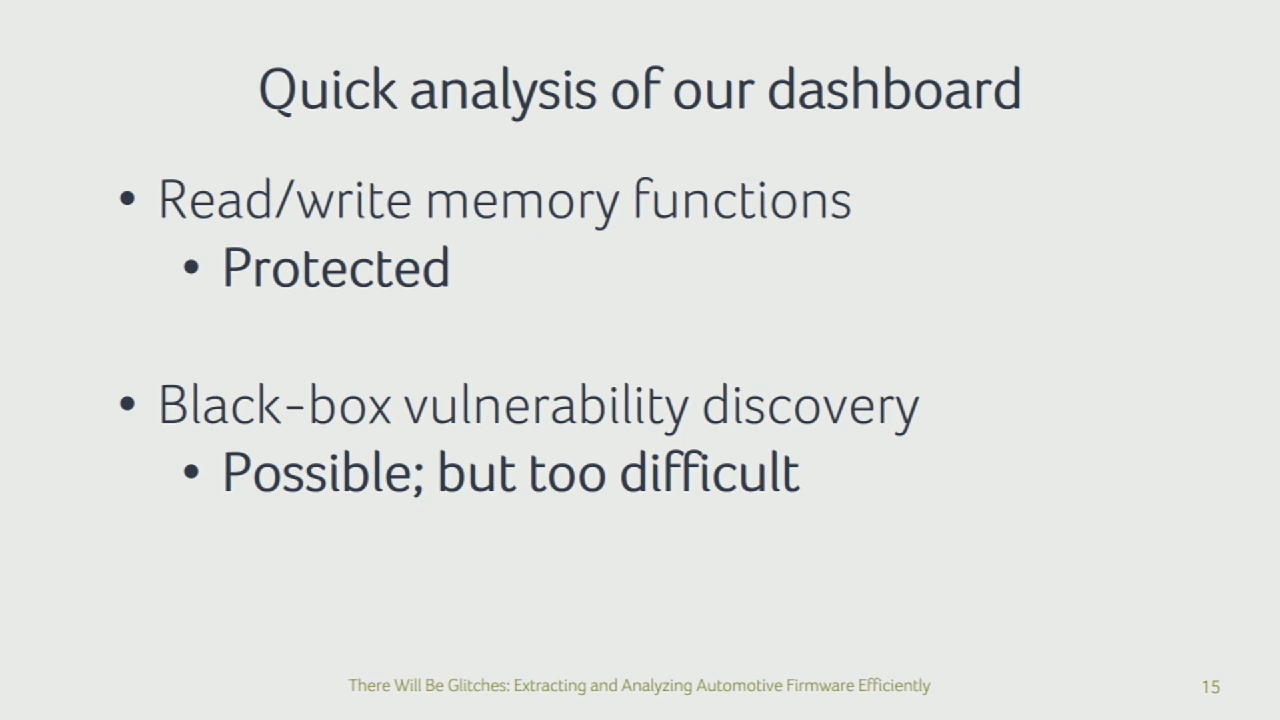 Quick analysis of our dashboard
• Read/write memory functions
• Protected
• Black-box vulnerability discovery
• Possible; but too difficult
There Will Be Glitches: Extracting and Analyzing Automotive Firmware Efficiently
15